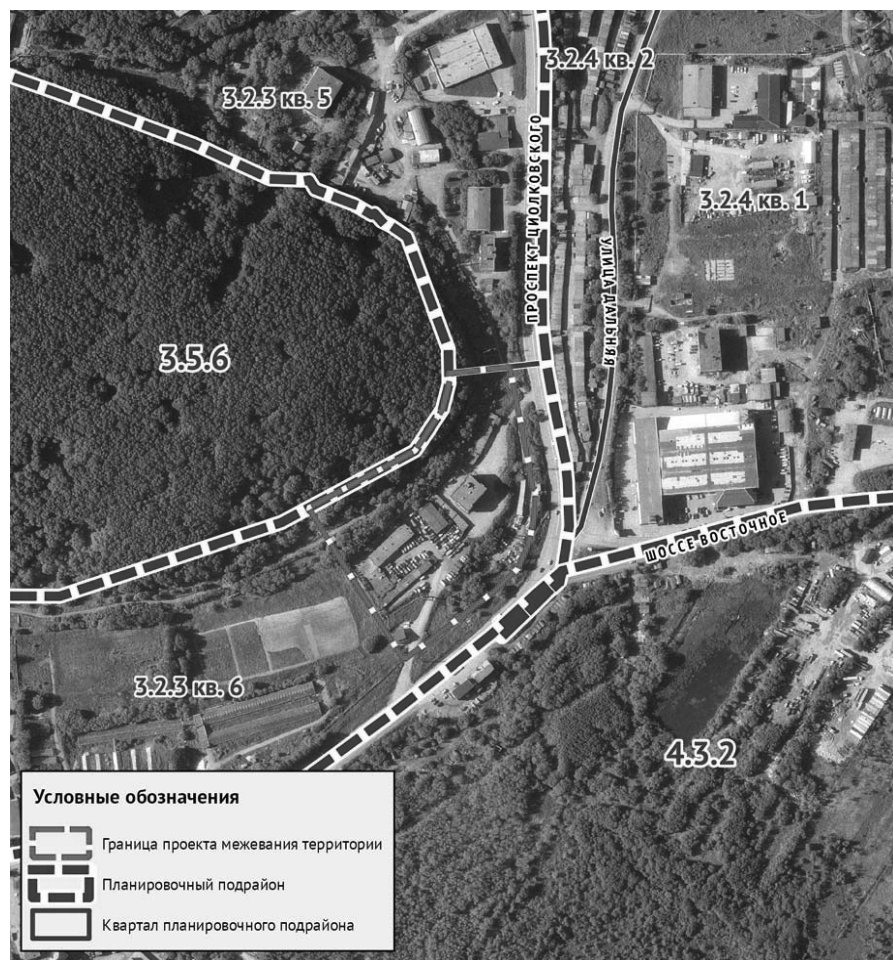 3.2.4 кв. 2
3.2.3 кв. 5
3.2.4 кв. 1
ПРОСПЕКТ ЦИОЛКОВСКОГО
УЛИЦА ДАЛЬНЯЯ
3.5.6
ШОССЕ ВОСТОЧНОЕ
3.2.3 кв. 6
4.3.2
Условные обозначения
Граница проекта межевания территории
Планировочный подрайон
Квартал планировочного подрайона